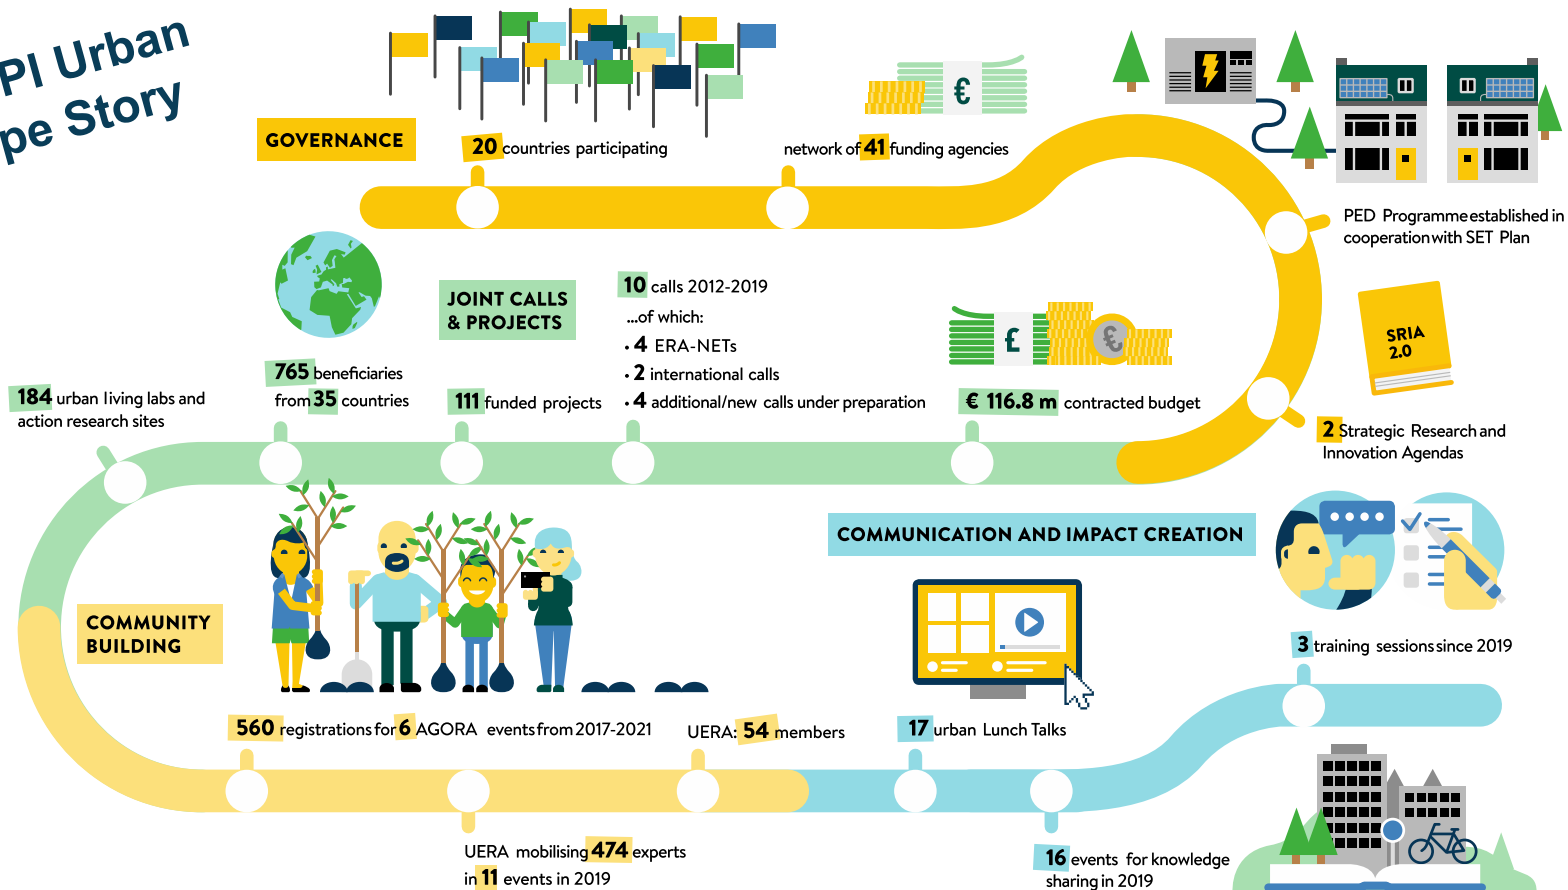 PI Urban
pe Story
GOVERNANCE
20 countries participating
€
network of 41 funding agencies
PED Programme established in
cooperation with SET Plan
SRIA
2.0
2 Strategic Research and
Innovation Agendas
JOINT CALLS
& PROJECTS
10 calls 2012-2019
...of which:
• 4 ERA-NETs
• 2 international calls
• 4 additional/new calls under preparation
£
€
€ 116.8 m contracted budget
111 funded projects
765 beneficiaries
from 35 countries
184 urban living labs and
action research sites
COMMUNITY
BUILDING
560 registrations for 6 AGORA events from 2017-2021
UERA mobilising 474 experts
in 11 events in 2019
UERA: 54 members
COMMUNICATION AND IMPACT CREATION
17 urban Lunch Talks
16 events for knowledge
sharing in 2019
3 training sessions since 2019